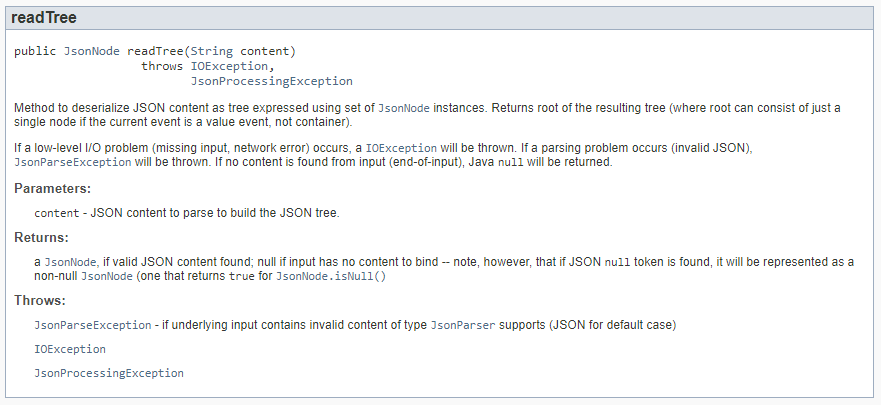 readTree
public JsonNode readTree(String content)
throws IOException,
JsonProcessingException
Method to deserialize JSON content as tree expressed using set of JsonNode instances. Returns root of the resulting tree (where root can consist of just a
single node if the current event is a value event, not container).
If a low-level I/O problem (missing input, network error) occurs, a IOException will be thrown. If a parsing problem occurs (invalid JSON),
JsonParseException will be thrown. If no content is found from input (end-of-input), Java null will be returned.
Parameters:
content - JSON content to parse to build the JSON tree.
Returns:
a JsonNode, if valid JSON content found; null if input has no content to bind -- note, however, that if JSON null token is found, it will be represented as a
non-null JsonNode (one that returns true for JsonNode.isNull()
Throws:
JsonParseException - if underlying input contains invalid content of type JsonParser supports (JSON for default case)
IOException
JsonProcessingException